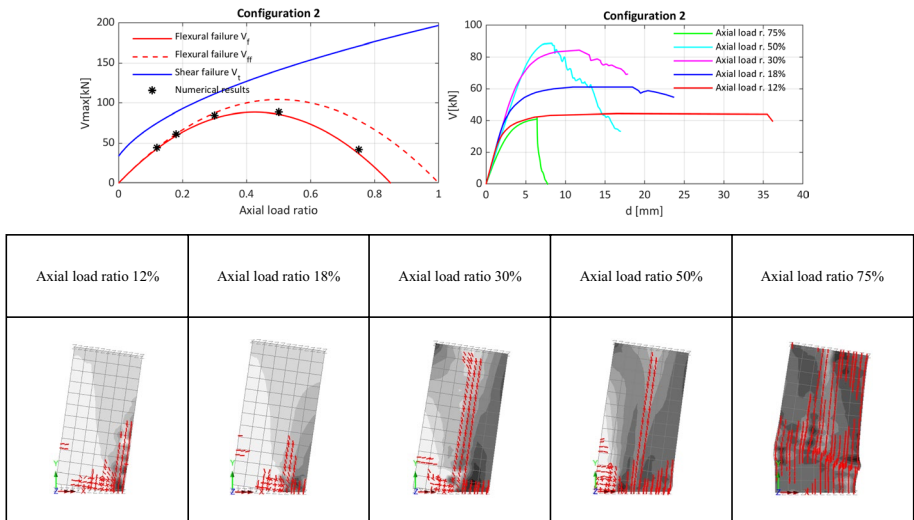 Configuration 2
Vmax[kN]
200
150
100
50
0
Flexural failure V_f
Flexural failure V_ff
Shear failure V_t
Numerical results
0 0.2 0.4 0.6 0.8 1
Axial load ratio
Configuration 2
V[kN]
100
80
60
40
20
0
Axial load r. 75%
Axial load r. 50%
Axial load r. 30%
Axial load r. 18%
Axial load r. 12%
0 5 10 15 20 25 30 35 40
d [mm]
Axial load ratio 12% Axial load ratio 18% Axial load ratio 30% Axial load ratio 50% Axial load ratio 75%
Y Y Y Y Y
Z X Z X Z X Z X Z X